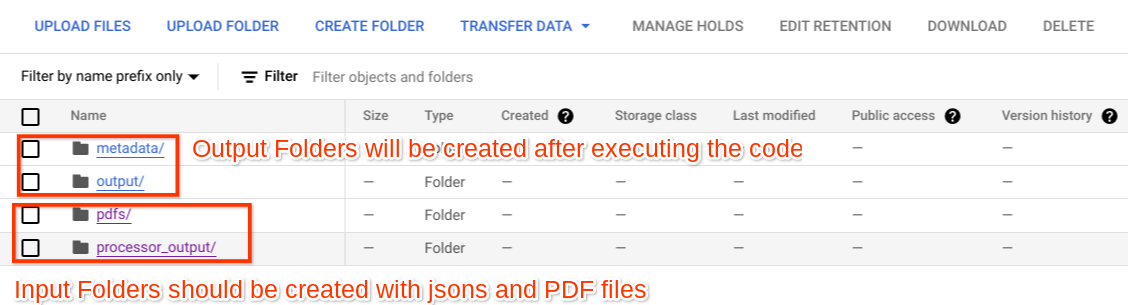 UPLOAD FILES UPLOAD FOLDER CREATE FOLDER TRANSFER DATA MANAGE HOLDS EDIT RETENTION DOWNLOAD DELETE
Filter by name prefix only Filter Filter objects and folders
Name Size Type Created Storage class Last modified Public access Version history
metadata/ Output Folders will be created after executing the code — —
output/ — Folder — — — — —
pdfs/ — Folder — — — — —
processor_output/ — Folder — — — — —
Input Folders should be created with jsons and PDF files